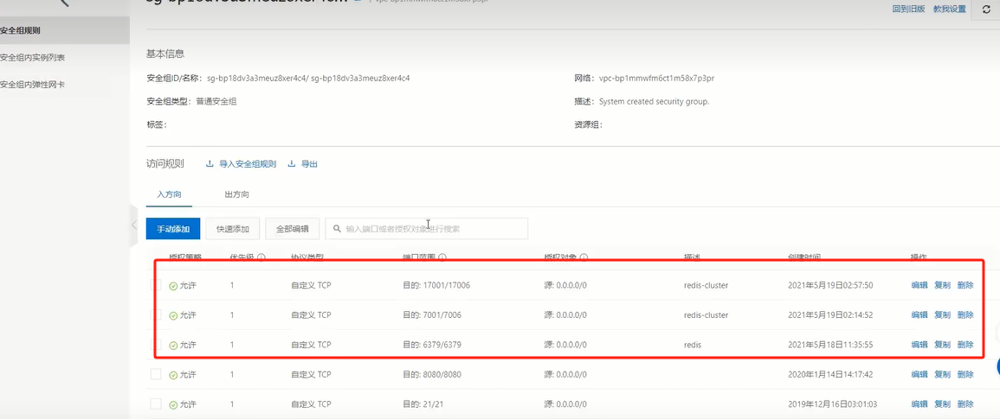 回到旧版 教我设置
安全组规则
安全组内实例列表
安全组内弹性网卡
基本信息
安全组ID/名称: sg-bp18dv3a3meuz8xer4c4/ sg-bp18dv3a3meuz8xer4c4
网络: vpc-bp1mmwfm6ct1m58x7p3pr
安全组类型: 普通安全组
描述: System created security group.
标签:
资源组:
访问规则 导入安全组规则 导出
入方向 出方向
手动添加 快速添加 全部编辑 输入端口或者授权对象进行搜索
授权策略 优先级 协议类型 端口范围 授权对象 描述 创建时间 操作
允许 1 自定义 TCP 目的: 17001/17006 源: 0.0.0.0/0 redis-cluster 2021年5月19日02:57:50 编辑 复制 删除
允许 1 自定义 TCP 目的: 7001/7006 源: 0.0.0.0/0 redis-cluster 2021年5月19日02:14:52 编辑 复制 删除
允许 1 自定义 TCP 目的: 6379/6379 源: 0.0.0.0/0 redis 2021年5月18日11:35:55 编辑 复制 删除
允许 1 自定义 TCP 目的: 8080/8080 源: 0.0.0.0/0 2020年1月14日14:17:42 编辑 复制 删除
允许 1 自定义 TCP 目的: 21/21 源: 0.0.0.0/0 2019年12月16日03:01:03 编辑 复制 删除